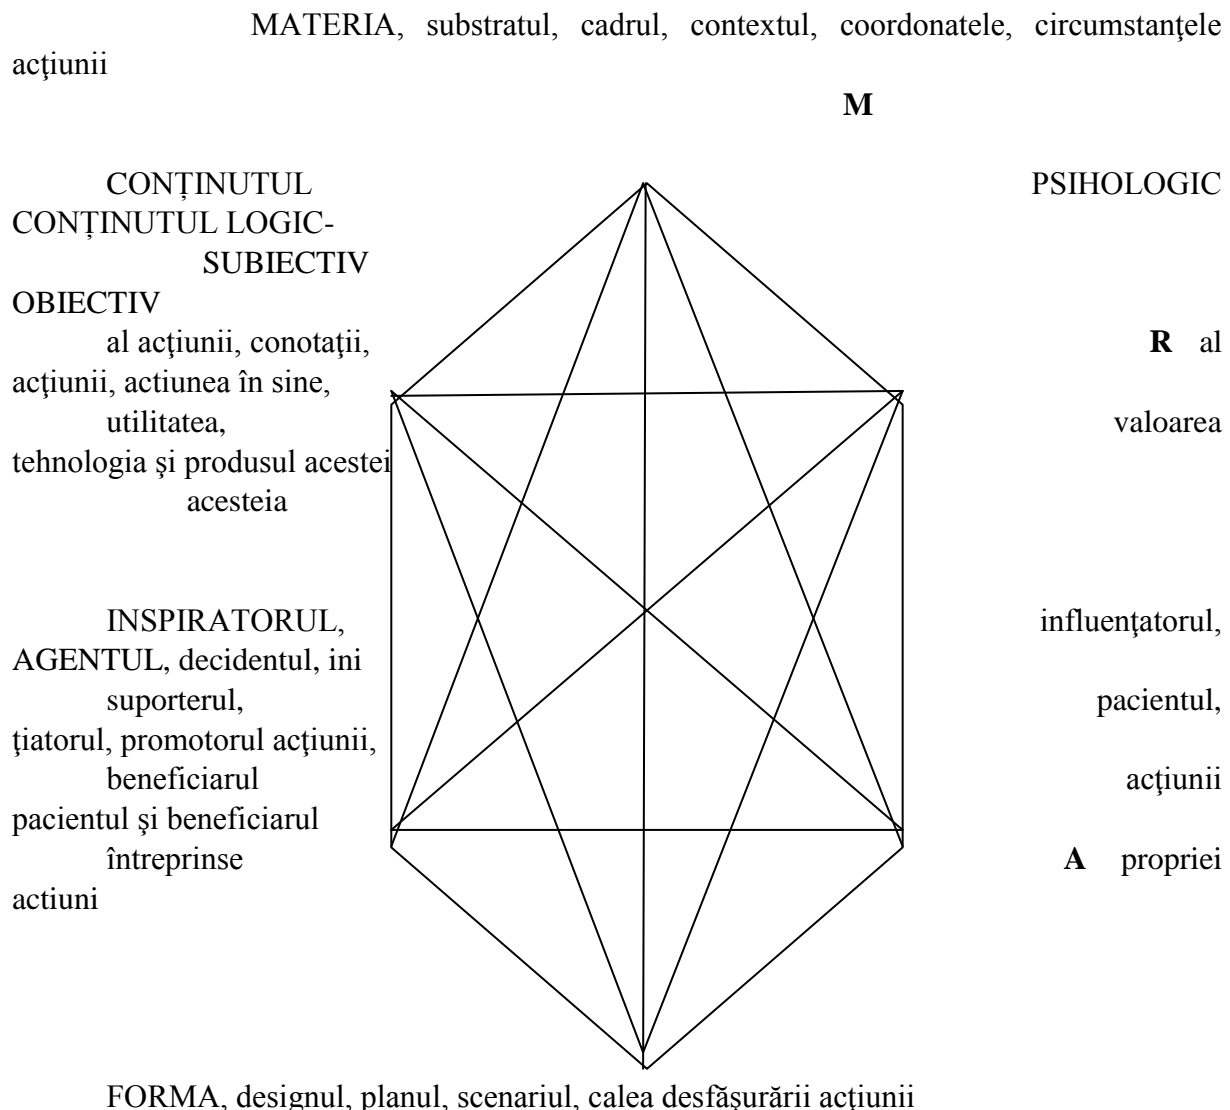 MATERIA, substratul, cadrul, contextul, coordonatele, circumstanţele
acţiunii
M
CONȚINUTUL PSIHOLOGIC
CONȚINUTUL LOGIC-
SUBIECTIV
OBIECTIV
al acţiunii, conotaţii, R al
acţiunii, actiunea în sine,
utilitatea, valoarea
tehnologia şi produsul acestei
acesteia
INSPIRATORUL, influenţatorul,
AGENTUL, decidentul, ini
suporterul, pacientul,
ţiatorul, promotorul acţiunii,
beneficiarul acţiunii
pacientul şi beneficiarul
întreprinse A propriei
actiuni
FORMA, designul, planul, scenariul, calea desfăşurării acţiunii